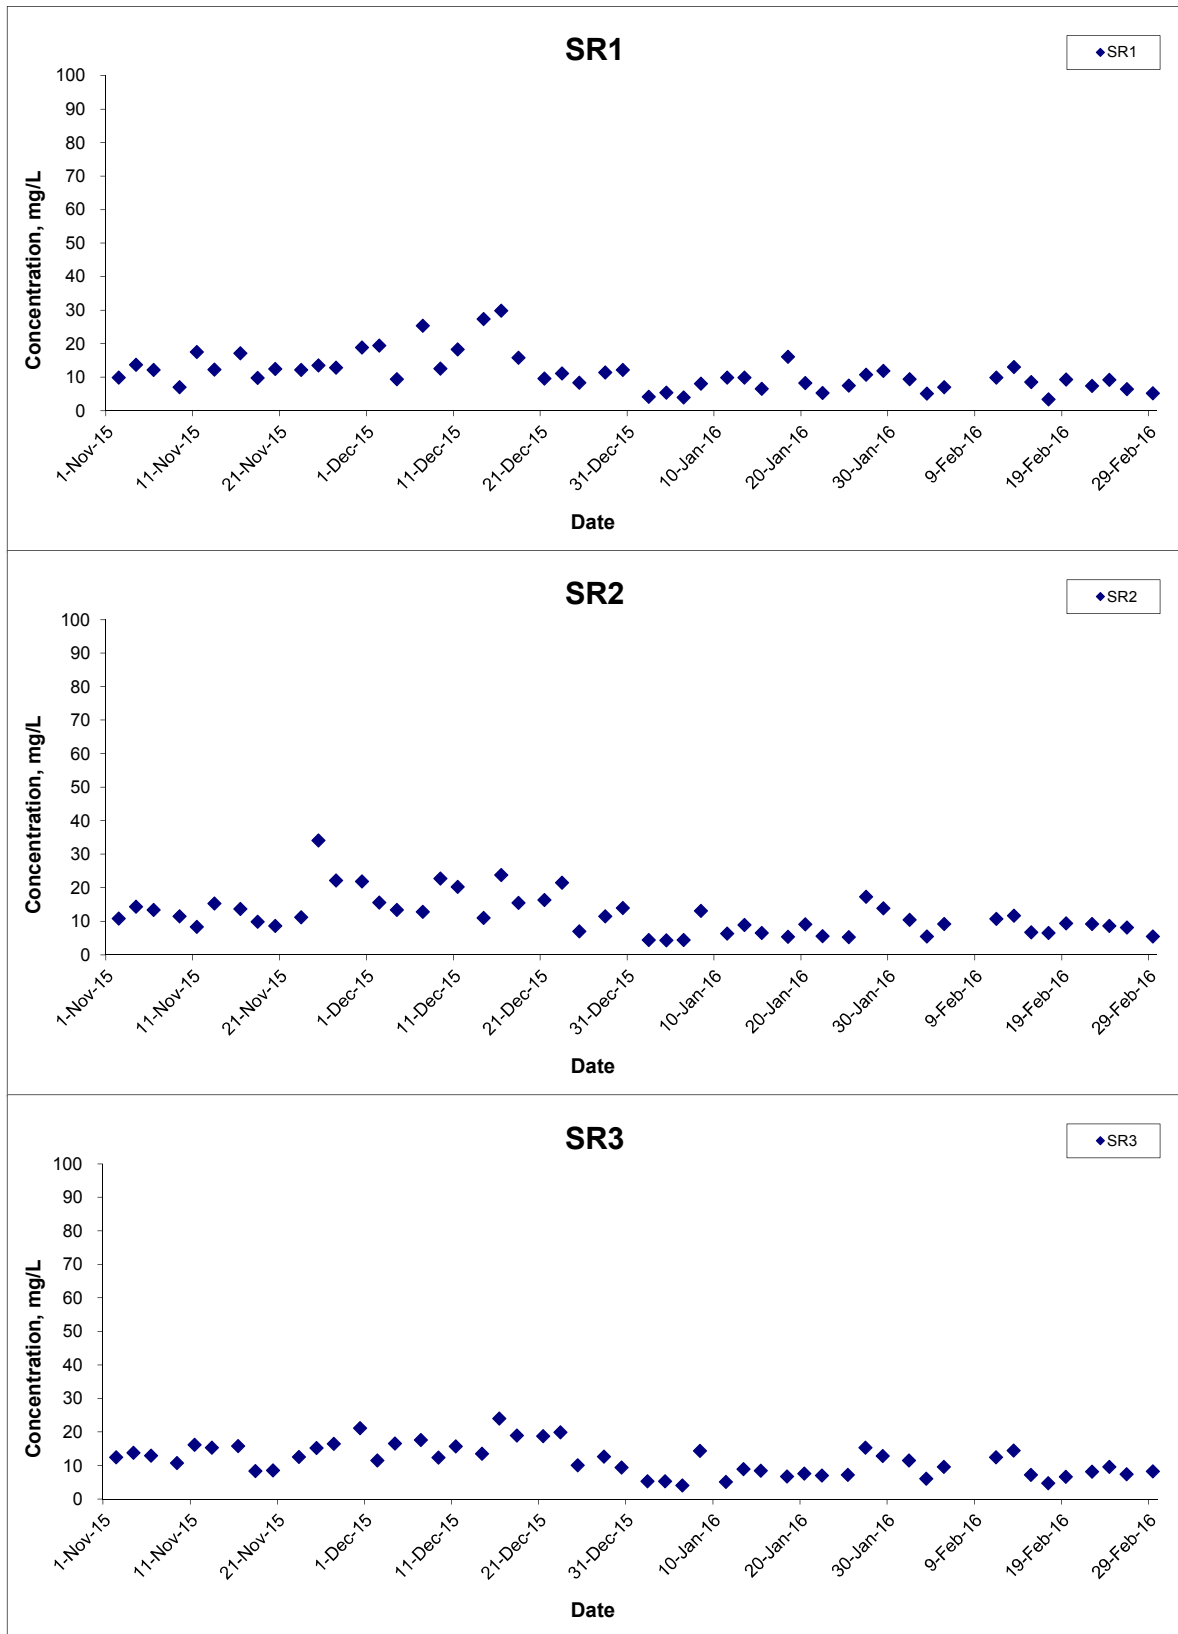 SR1
SR1
100
90
80
70
60
50
40
30
20
10
0
Concentration, mg/L
1-Nov-15
11-Nov-15
21-Nov-15
1-Dec-15
11-Dec-15
21-Dec-15
31-Dec-15
10-Jan-16
20-Jan-16
30-Jan-16
9-Feb-16
19-Feb-16
29-Feb-16
Date
SR2
SR2
100
90
80
70
60
50
40
30
20
10
0
Concentration, mg/L
1-Nov-15
11-Nov-15
21-Nov-15
1-Dec-15
11-Dec-15
21-Dec-15
31-Dec-15
10-Jan-16
20-Jan-16
30-Jan-16
9-Feb-16
19-Feb-16
29-Feb-16
Date
SR3
SR3
100
90
80
70
60
50
40
30
20
10
0
Concentration, mg/L
1-Nov-15
11-Nov-15
21-Nov-15
1-Dec-15
11-Dec-15
21-Dec-15
31-Dec-15
10-Jan-16
20-Jan-16
30-Jan-16
9-Feb-16
19-Feb-16
29-Feb-16
Date